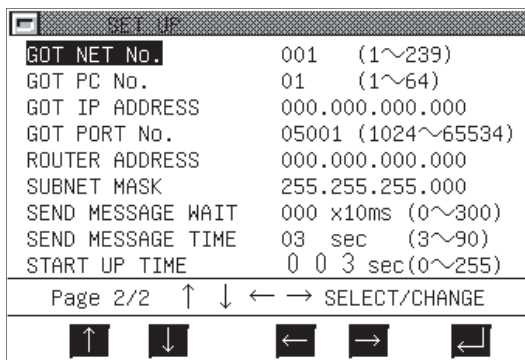 SET UP
GOT NET No. 001 (1～239)
GOT PC No. 01 (1～64)
GOT IP ADDRESS 000.000.000.000
GOT PORT No. 05001 (1024～65534)
ROUTER ADDRESS 000.000.000.000
SUBNET MASK 255.255.255.000
SEND MESSAGE WAIT 000 x10ms (0～300)
SEND MESSAGE TIME 03 sec (3～90)
START UP TIME 0 0 3 sec(0～255)
Page 2/2 ↑ ↓ ← → SELECT/CHANGE
↑ ↓ ← → ↵